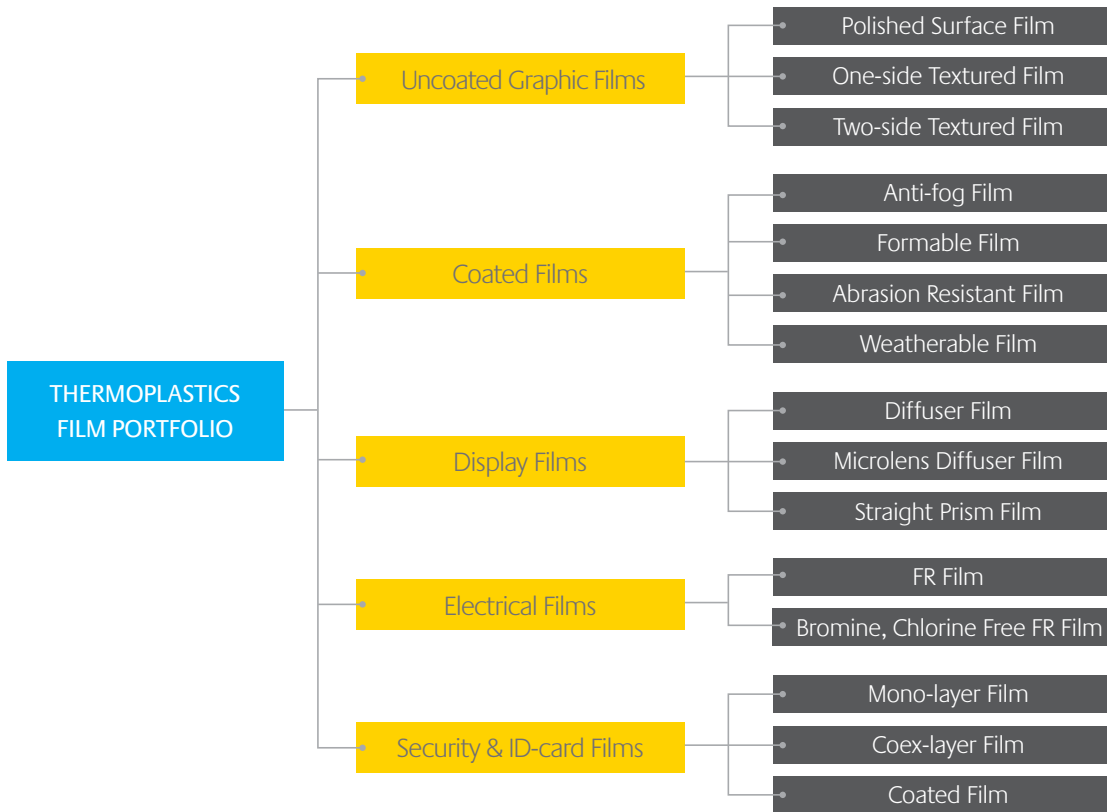 THERMOPLASTICS
FILM PORTFOLIO
Uncoated Graphic Films
Polished Surface Film
One-side Textured Film
Two-side Textured Film
Coated Films
Anti-fog Film
Formable Film
Abrasion Resistant Film
Weatherable Film
Display Films
Diffuser Film
Microlens Diffuser Film
Straight Prism Film
Electrical Films
FR Film
Bromine, Chlorine Free FR Film
Security & ID-card Films
Mono-layer Film
Coex-layer Film
Coated Film